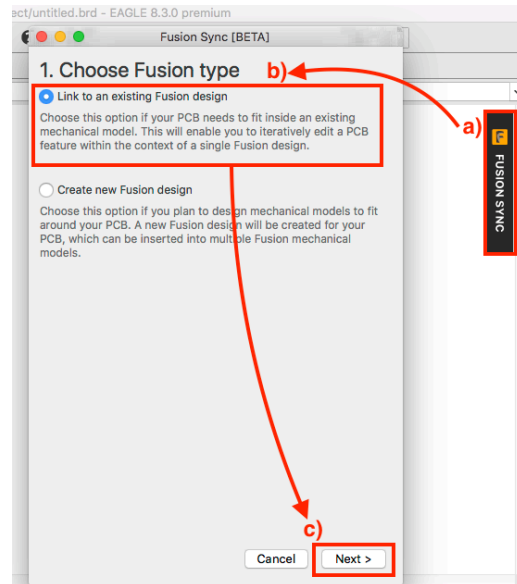 ect/untitled.brd - EAGLE 8.3.0 premium
Fusion Sync [BETA]
1. Choose Fusion type
b)
Link to an existing Fusion design
Choose this option if your PCB needs to fit inside an existing
mechanical model. This will enable you to iteratively edit a PCB
feature within the context of a single Fusion design.
a)
F
FUSION SYNC
Create new Fusion design
Choose this option if you plan to design mechanical models to fit
around your PCB. A new Fusion design will be created for your
PCB, which can be inserted into multiple Fusion mechanical
models.
c)
Cancel
Next >